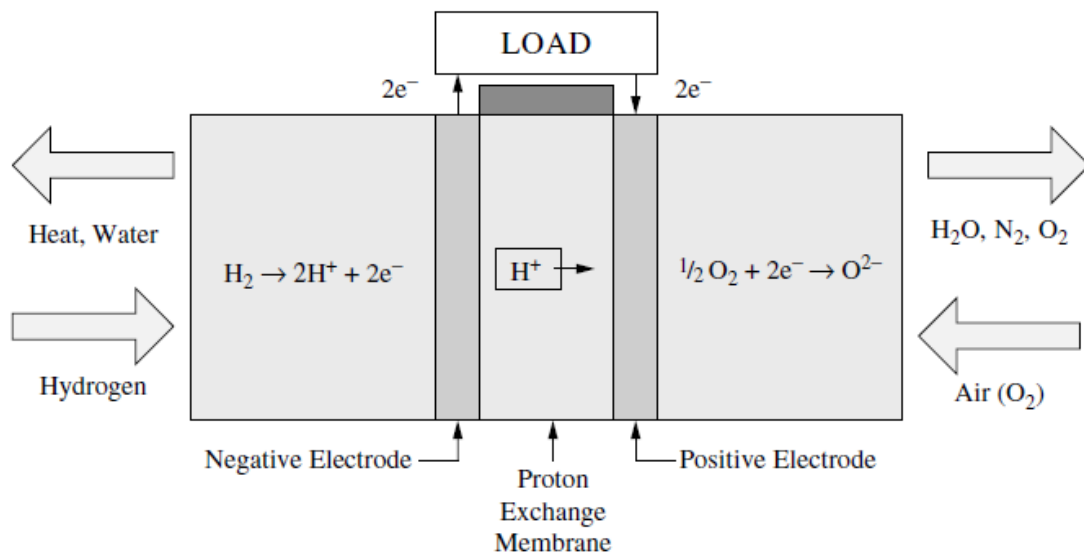 LOAD
2e⁻
2e⁻
Heat, Water
H₂O, N₂, O₂
H₂ → 2H⁺ + 2e⁻
H⁺
½ O₂ + 2e⁻ → O²⁻
Hydrogen
Air (O₂)
Negative Electrode
Positive Electrode
Proton
Exchange
Membrane